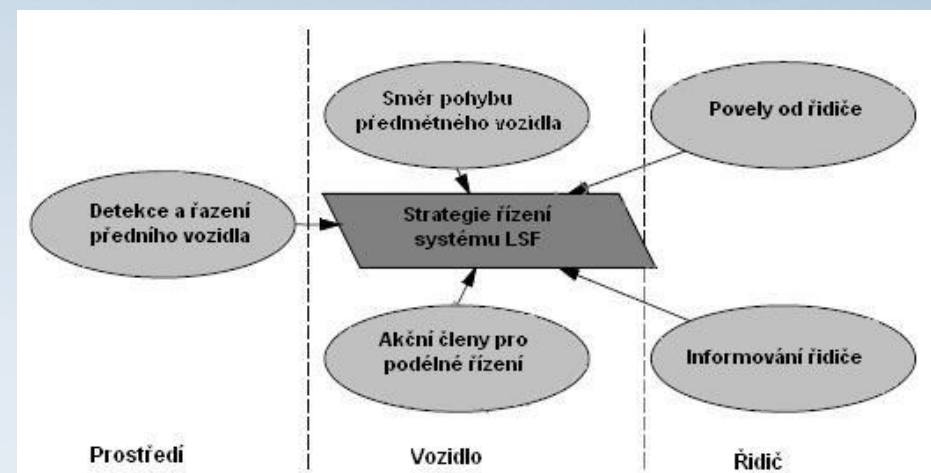 Směr pohybu
předmětného vozidla
Povely od řidiče
Detekce a řazení
předního vozidla
Strategie řízení
systému LSF
Akční členy pro
podélné řízení
Informování řidiče
Prostředí
Vozidlo
Řidič